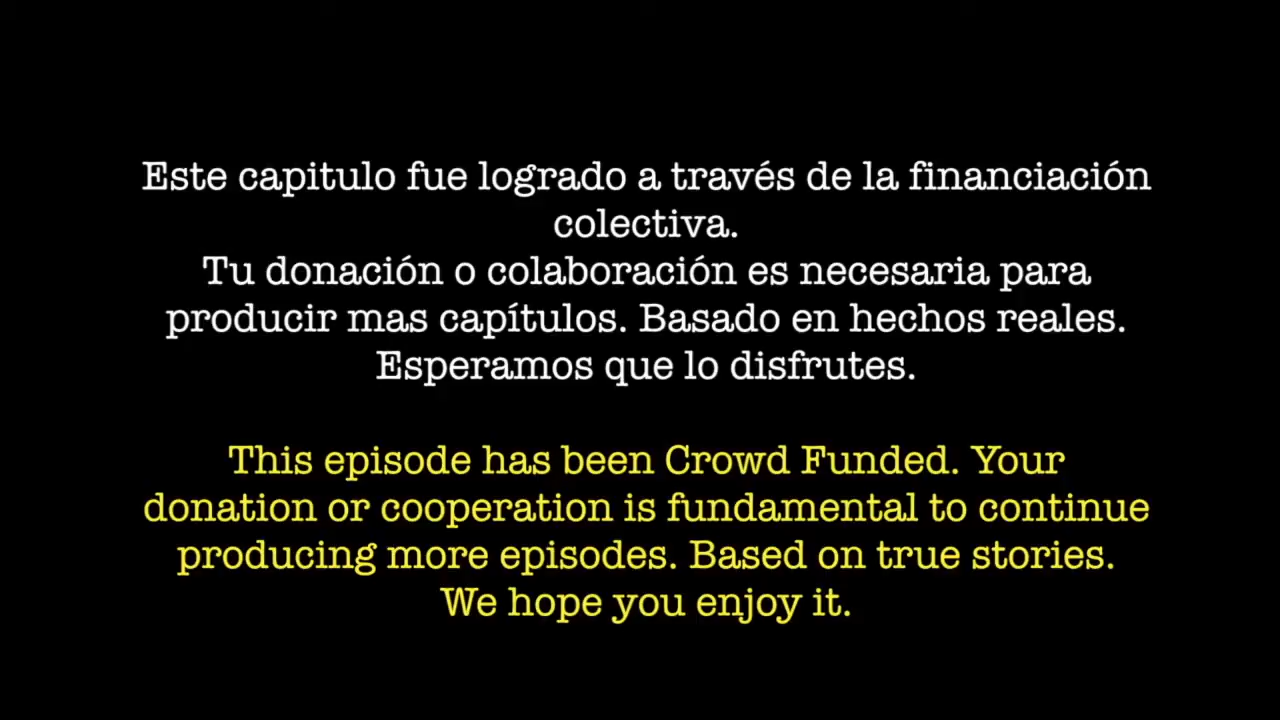 Este capitulo fue logrado a través de la financiación
colectiva.
Tu donación o colaboración es necesaria para
producir mas capítulos. Basado en hechos reales.
Esperamos que lo disfrutes.
This episode has been Crowd Funded. Your
donation or cooperation is fundamental to continue
producing more episodes. Based on true stories.
We hope you enjoy it.